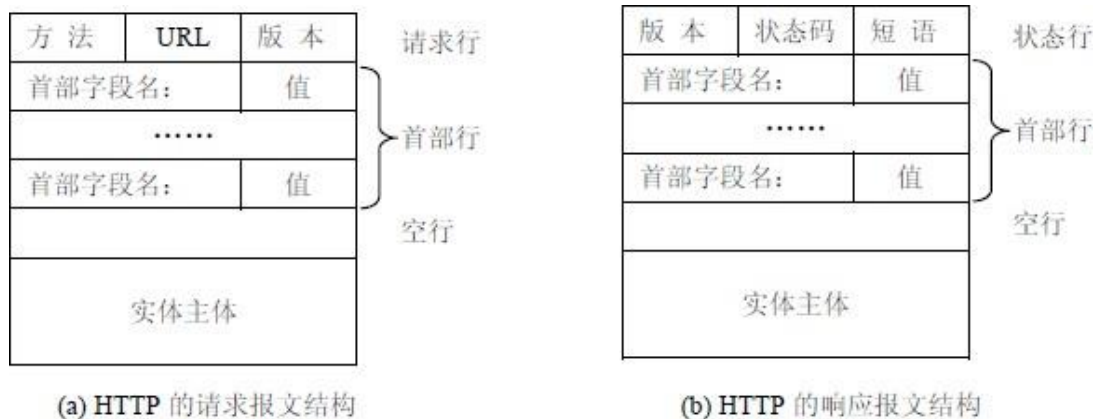 方 法 URL 版 本 请求行
首部字段名： 值
······
首部行
首部字段名： 值
空行
实体主体
(a) HTTP 的请求报文结构
版 本 状态码 短 语 状态行
首部字段名： 值
······
首部行
首部字段名： 值
空行
实体主体
(b) HTTP 的响应报文结构